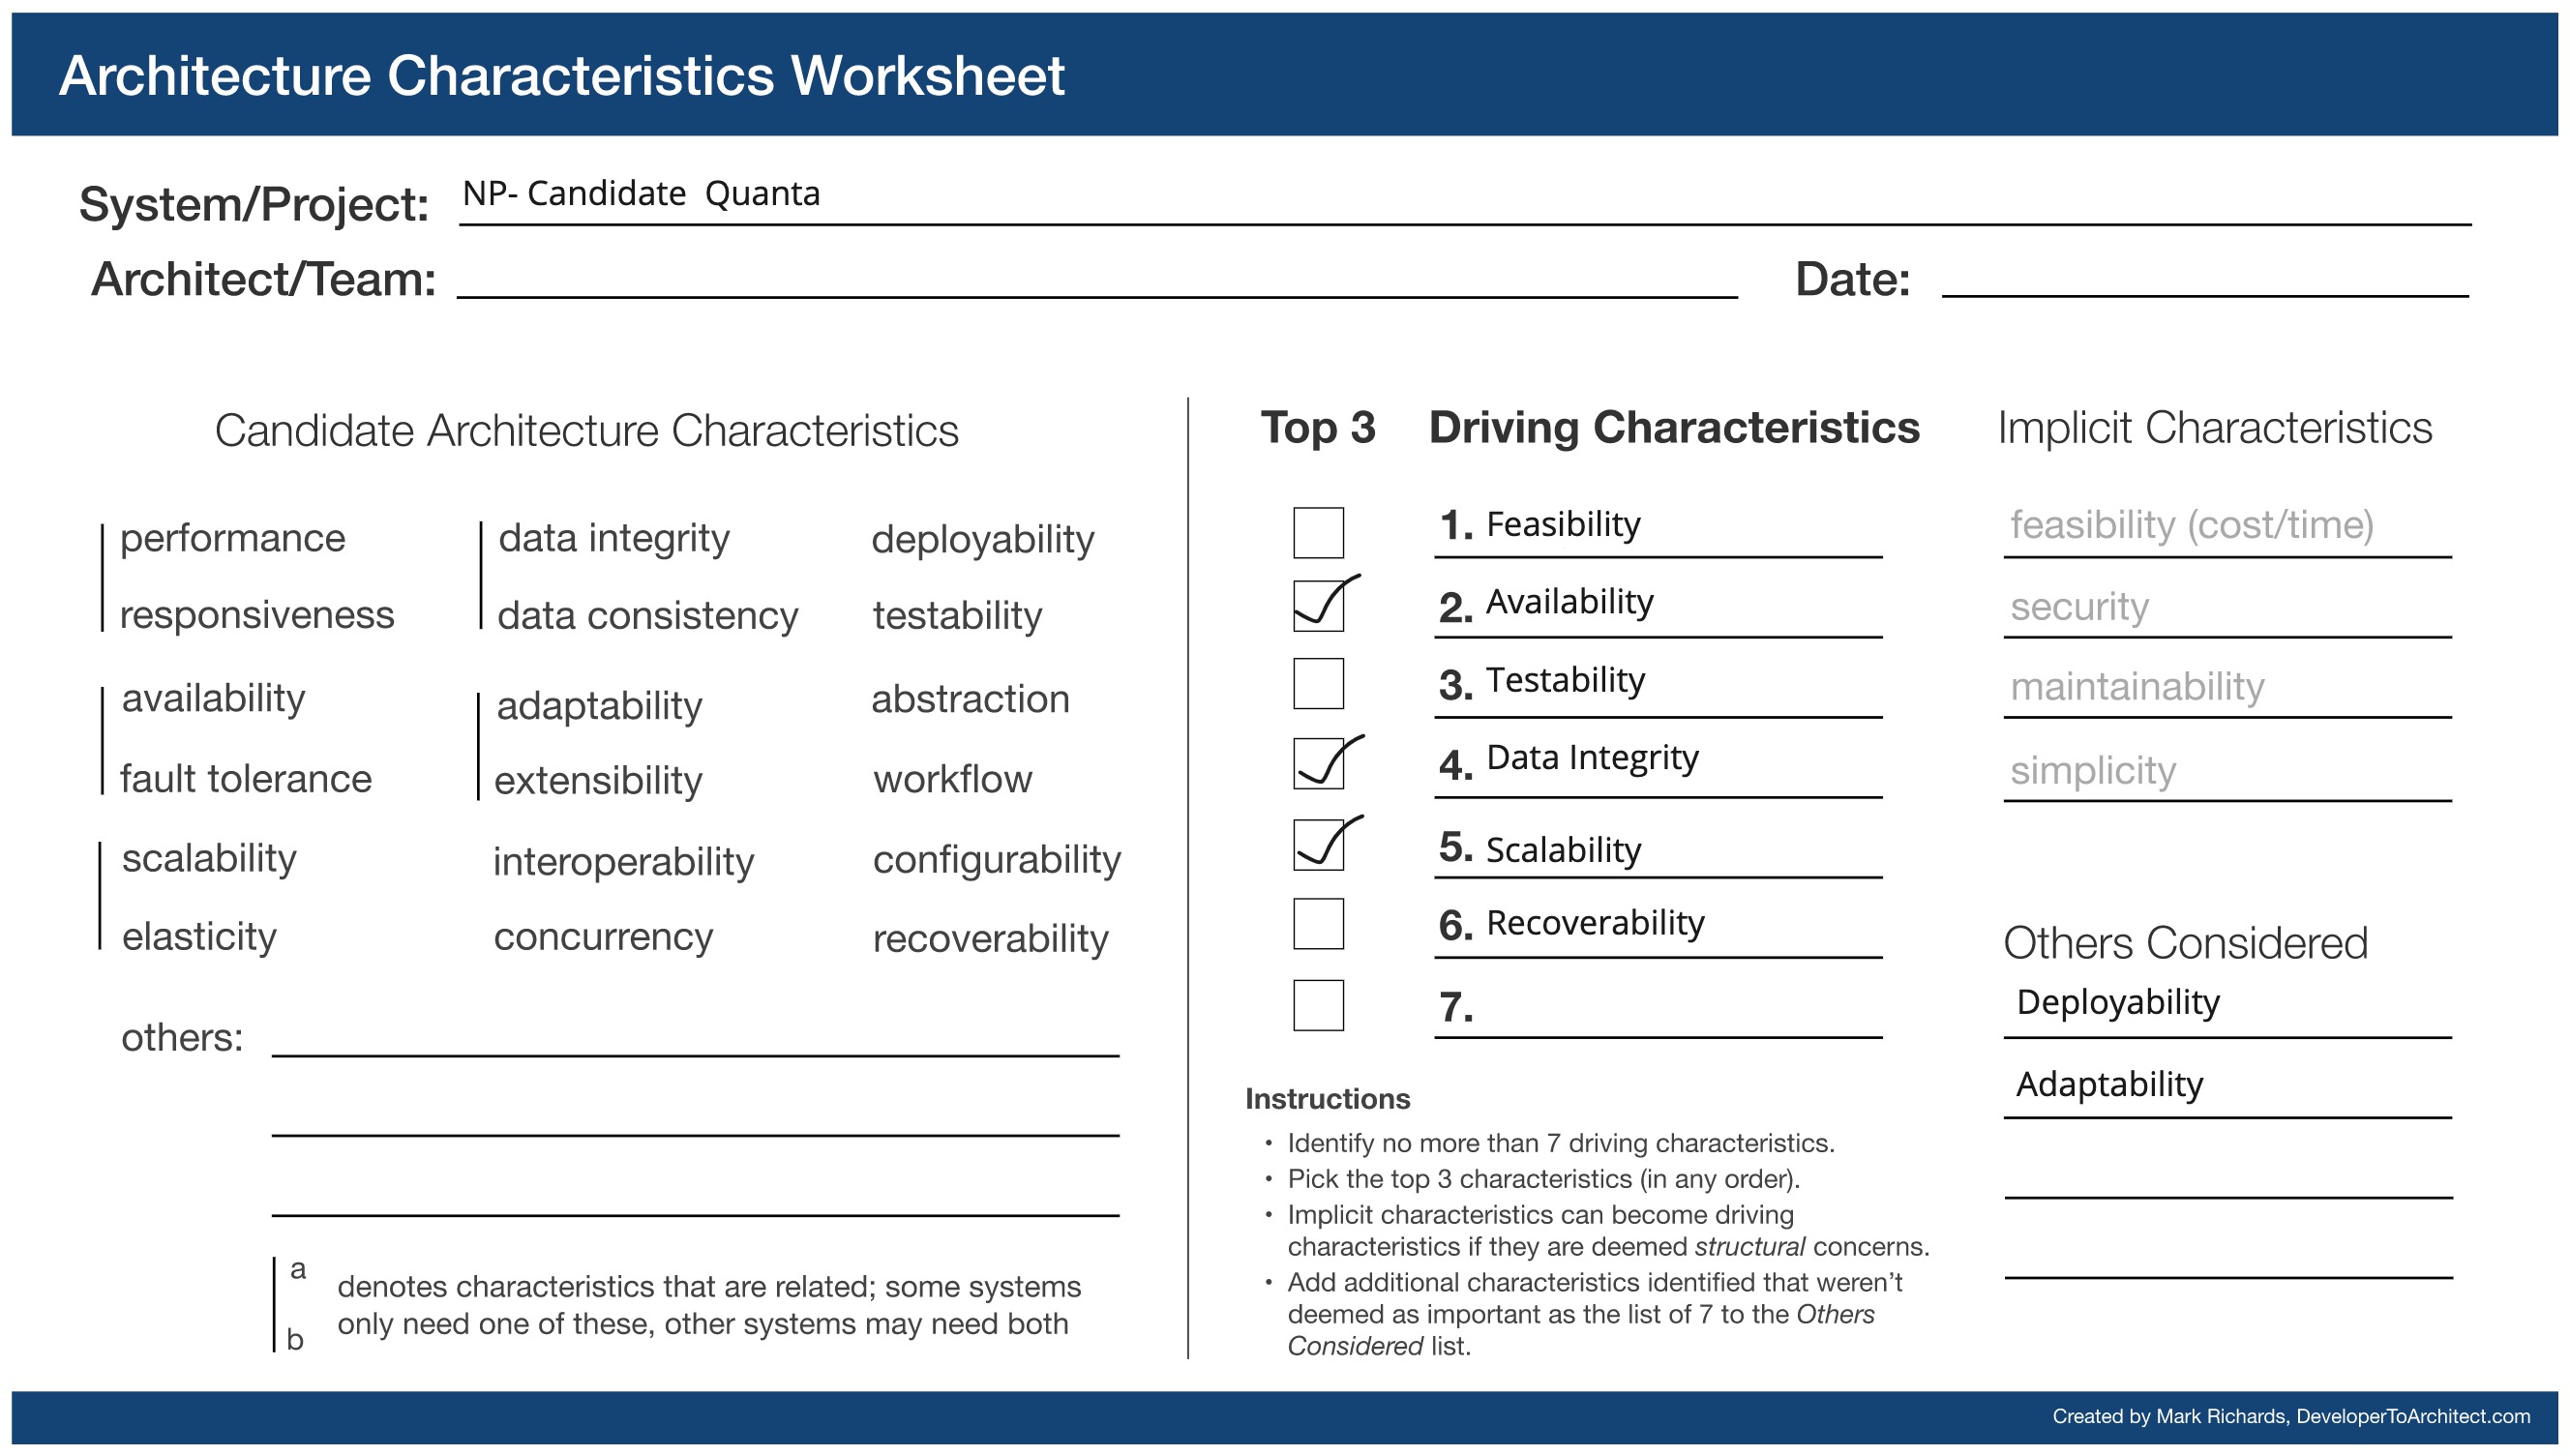 Architecture Characteristics Worksheet
System/Project: NP- Candidate  Quanta
Architect/Team:
Date:
Candidate Architecture Characteristics
performance
responsiveness
availability
fault tolerance
scalability
elasticity
data integrity
data consistency
adaptability
extensibility
interoperability
concurrency
deployability
testability
abstraction
workflow
configurability
recoverability
others:
a
b
denotes characteristics that are related; some systems
only need one of these, other systems may need both
Top 3
Driving Characteristics
1. Feasibility
2. Availability
3. Testability
4. Data Integrity
5. Scalability
6. Recoverability
7.
Instructions
• Identify no more than 7 driving characteristics.
• Pick the top 3 characteristics (in any order).
• Implicit characteristics can become driving
characteristics if they are deemed structural concerns.
• Add additional characteristics identified that weren’t
deemed as important as the list of 7 to the Others
Considered list.
Implicit Characteristics
feasibility (cost/time)
security
maintainability
simplicity
Others Considered
Deployability
Adaptability
Created by Mark Richards, DeveloperToArchitect.com